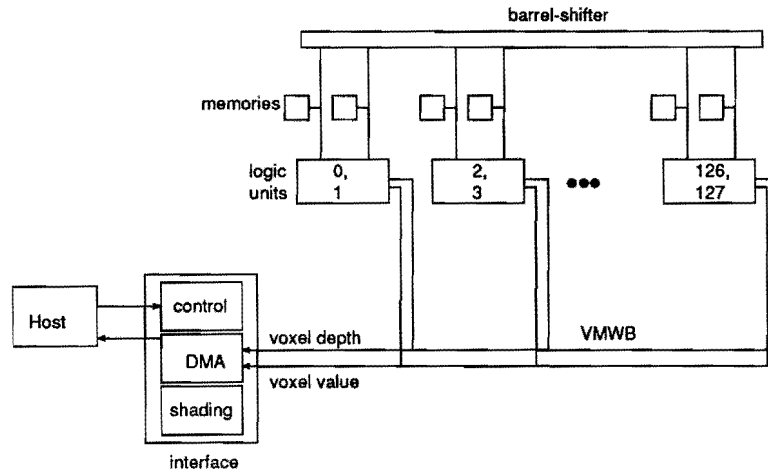 barrel-shifter
memories
logic
units
0,
1
2,
3
126,
127
Host
control
DMA
shading
interface
voxel depth
voxel value
VMWB